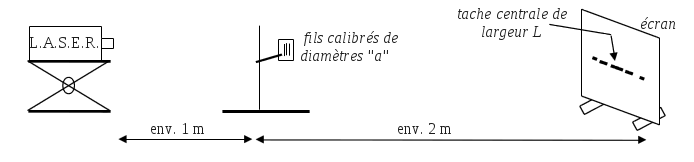 L.A.S.E.R.
fils calibrés de
diamètres "a"
tache centrale de
largeur L
écran
env. 1 m
env. 2 m